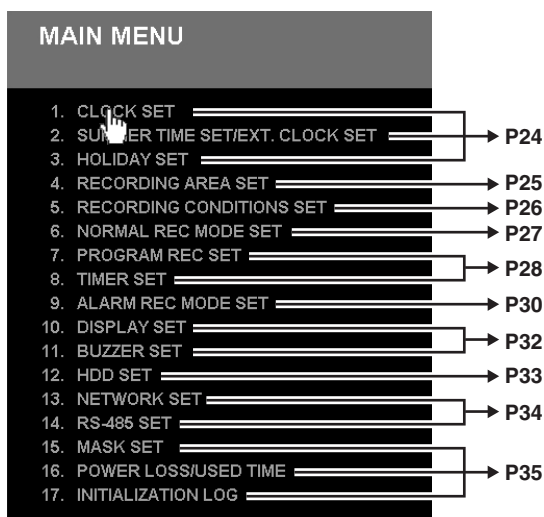 MAIN MENU
1. CLOCK SET
2. SUMMER TIME SET/EXT. CLOCK SET P24
3. HOLIDAY SET
4. RECORDING AREA SET P25
5. RECORDING CONDITIONS SET P26
6. NORMAL REC MODE SET P27
7. PROGRAM REC SET
P28
8. TIMER SET
9. ALARM REC MODE SET P30
10. DISPLAY SET
P32
11. BUZZER SET
12. HDD SET P33
13. NETWORK SET
P34
14. RS-485 SET
15. MASK SET
16. POWER LOSS/USED TIME P35
17. INITIALIZATION LOG